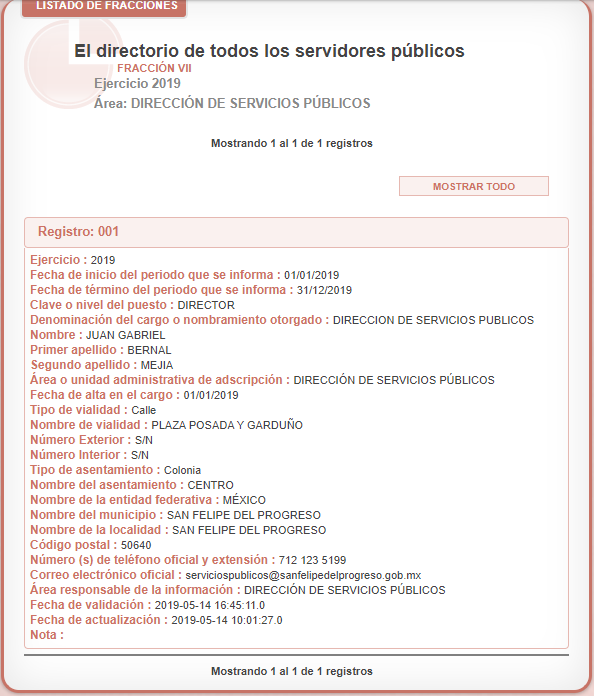 LISTADO DE FRACCIONES
El directorio de todos los servidores públicos
FRACCIÓN VII
Ejercicio 2019
Área: DIRECCIÓN DE SERVICIOS PÚBLICOS
Mostrando 1 al 1 de 1 registros
MOSTRAR TODO
Registro: 001
Ejercicio : 2019
Fecha de inicio del periodo que se informa : 01/01/2019
Fecha de término del periodo que se informa : 31/12/2019
Clave o nivel del puesto : DIRECTOR
Denominación del cargo o nombramiento otorgado : DIRECCION DE SERVICIOS PUBLICOS
Nombre : JUAN GABRIEL
Primer apellido : BERNAL
Segundo apellido : MEJIA
Área o unidad administrativa de adscripción : DIRECCIÓN DE SERVICIOS PÚBLICOS
Fecha de alta en el cargo : 01/01/2019
Tipo de vialidad : Calle
Nombre de vialidad : PLAZA POSADA Y GARDUÑO
Número Exterior : S/N
Número Interior : S/N
Tipo de asentamiento : Colonia
Nombre del asentamiento : CENTRO
Nombre de la entidad federativa : MÉXICO
Nombre del municipio : SAN FELIPE DEL PROGRESO
Nombre de la localidad : SAN FELIPE DEL PROGRESO
Código postal : 50640
Número (s) de teléfono oficial y extensión : 712 123 5199
Correo electrónico oficial : serviciospublicos@sanfelipedelprogreso.gob.mx
Área responsable de la información : DIRECCIÓN DE SERVICIOS PÚBLICOS
Fecha de validación : 2019-05-14 16:45:11.0
Fecha de actualización : 2019-05-14 10:01:27.0
Nota :
Mostrando 1 al 1 de 1 registros